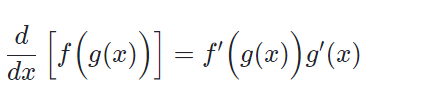 d/dx [f(g(x))] = f′(g(x))g′(x)